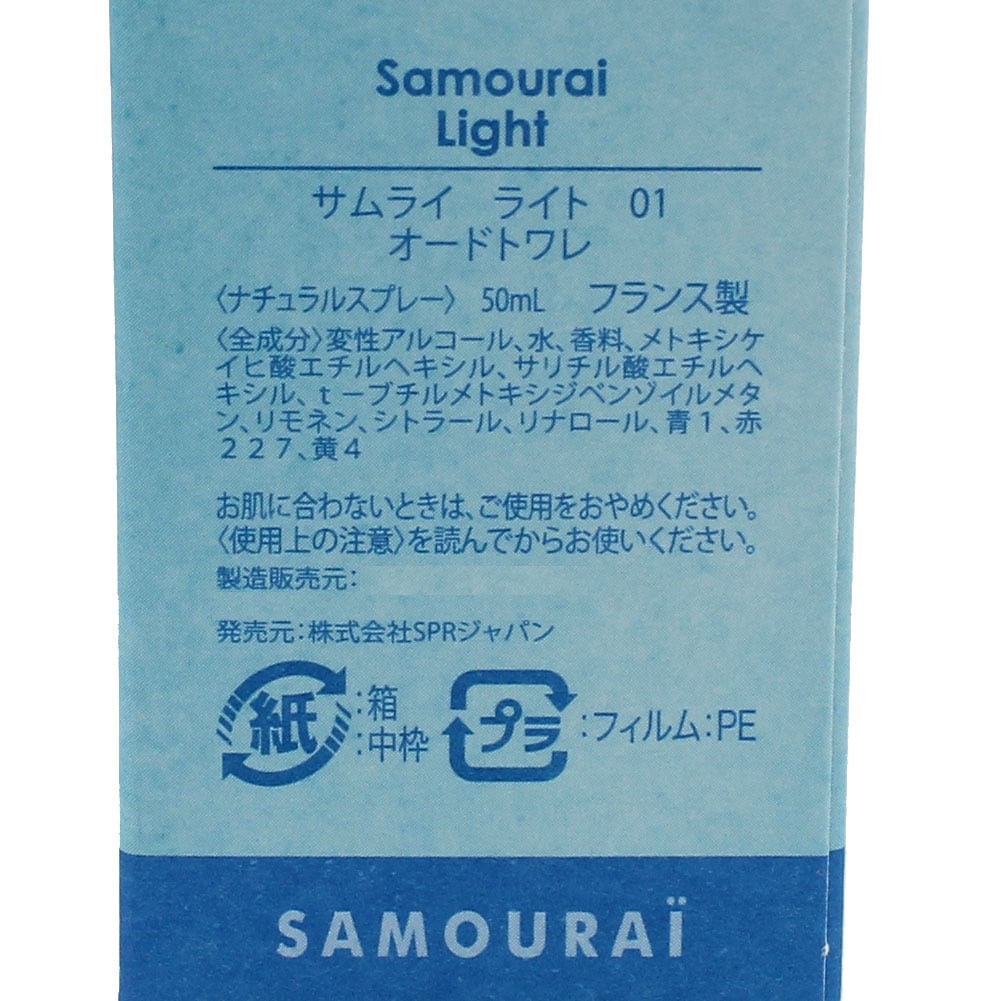 Samourai
Light
サムライ　ライト　01
オードトワレ
〈ナチュラルスプレー〉 50mL　フランス製
〈全成分〉変性アルコール、水、香料、メトキシケ
イヒ酸エチルヘキシル、サリチル酸エチルヘ
キシル、ｔ－ブチルメトキシジベンゾイルメタ
ン、リモネン、シトラール、リナロール、青１、赤
２２７、黄４
お肌に合わないときは、ご使用をおやめください。
〈使用上の注意〉を読んでからお使いください。
製造販売元：
発売元：株式会社SPRジャパン
紙：箱
：中枠
プラ：フィルム：PE
SAMOURAÏ